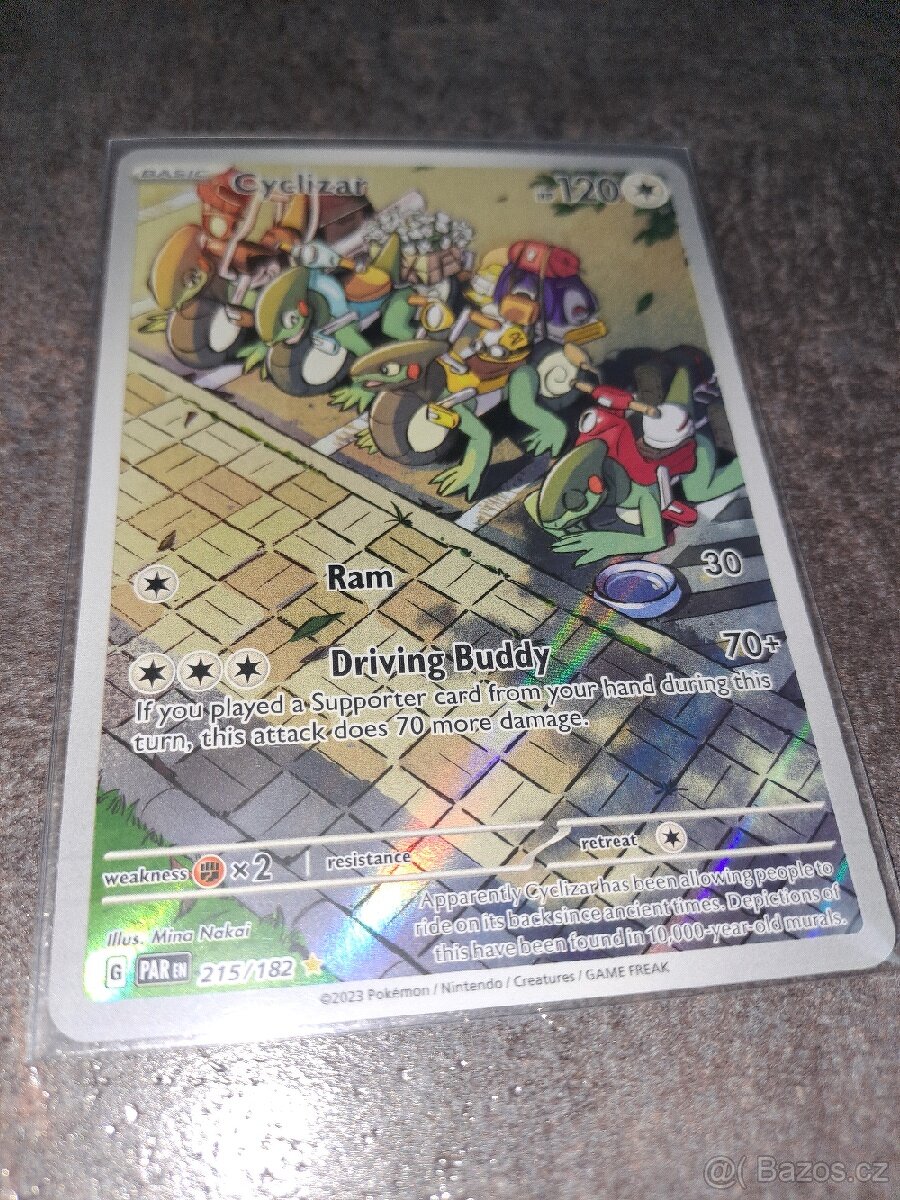 BASIC Cyclizar HP 120
Ram 30
Driving Buddy 70+
If you played a Supporter card from your hand during this
turn, this attack does 70 more damage.
weakness ×2 resistance retreat
Apparently Cyclizar has been allowing people to
ride on its back since ancient times. Depictions of
this have been found in 10,000-year-old murals.
Illus. Mina Nakai
G PAR EN 215/182
©2023 Pokémon / Nintendo / Creatures / GAME FREAK
@( Bazos.cz